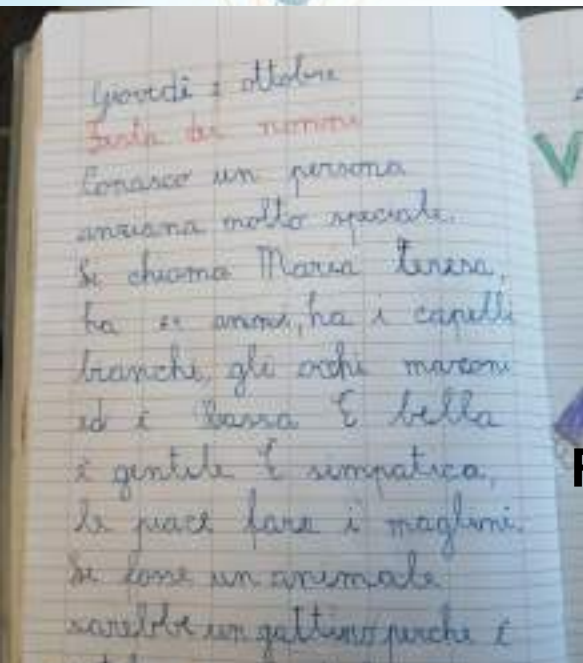 Giovedì 2 ottobre
Festa dei nonni
Conosco un persona
anziana molto speciale.
Si chiama Maria Teresa,
ha anni, ha i capelli
bianchi, gli occhi marroni
ed è bassa È bella
è gentile È simpatica,
le piace fare i maglioni.
Se fosse un animale
sarebbe un gattino perché è
V